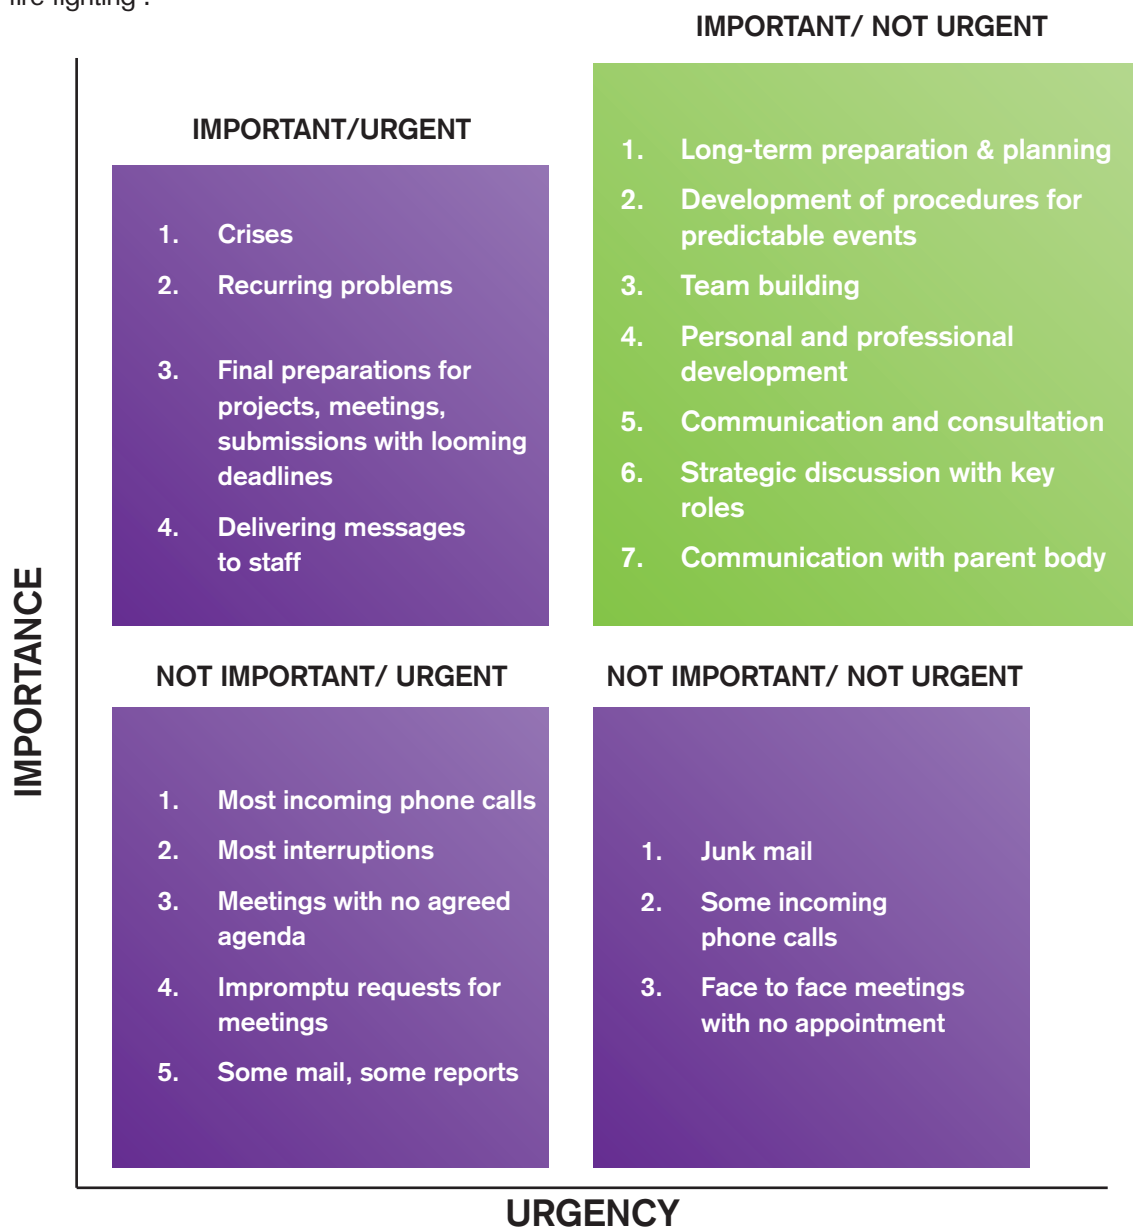 fire fighting'.
IMPORTANT/ NOT URGENT
1. Long-term preparation & planning
2. Development of procedures for
predictable events
3. Team building
4. Personal and professional
development
5. Communication and consultation
6. Strategic discussion with key
roles
7. Communication with parent body
IMPORTANT/URGENT
1. Crises
2. Recurring problems
3. Final preparations for
projects, meetings,
submissions with looming
deadlines
4. Delivering messages
to staff
NOT IMPORTANT/ URGENT
1. Most incoming phone calls
2. Most interruptions
3. Meetings with no agreed
agenda
4. Impromptu requests for
meetings
5. Some mail, some reports
NOT IMPORTANT/ NOT URGENT
1. Junk mail
2. Some incoming
phone calls
3. Face to face meetings
with no appointment
IMPORTANCE
URGENCY